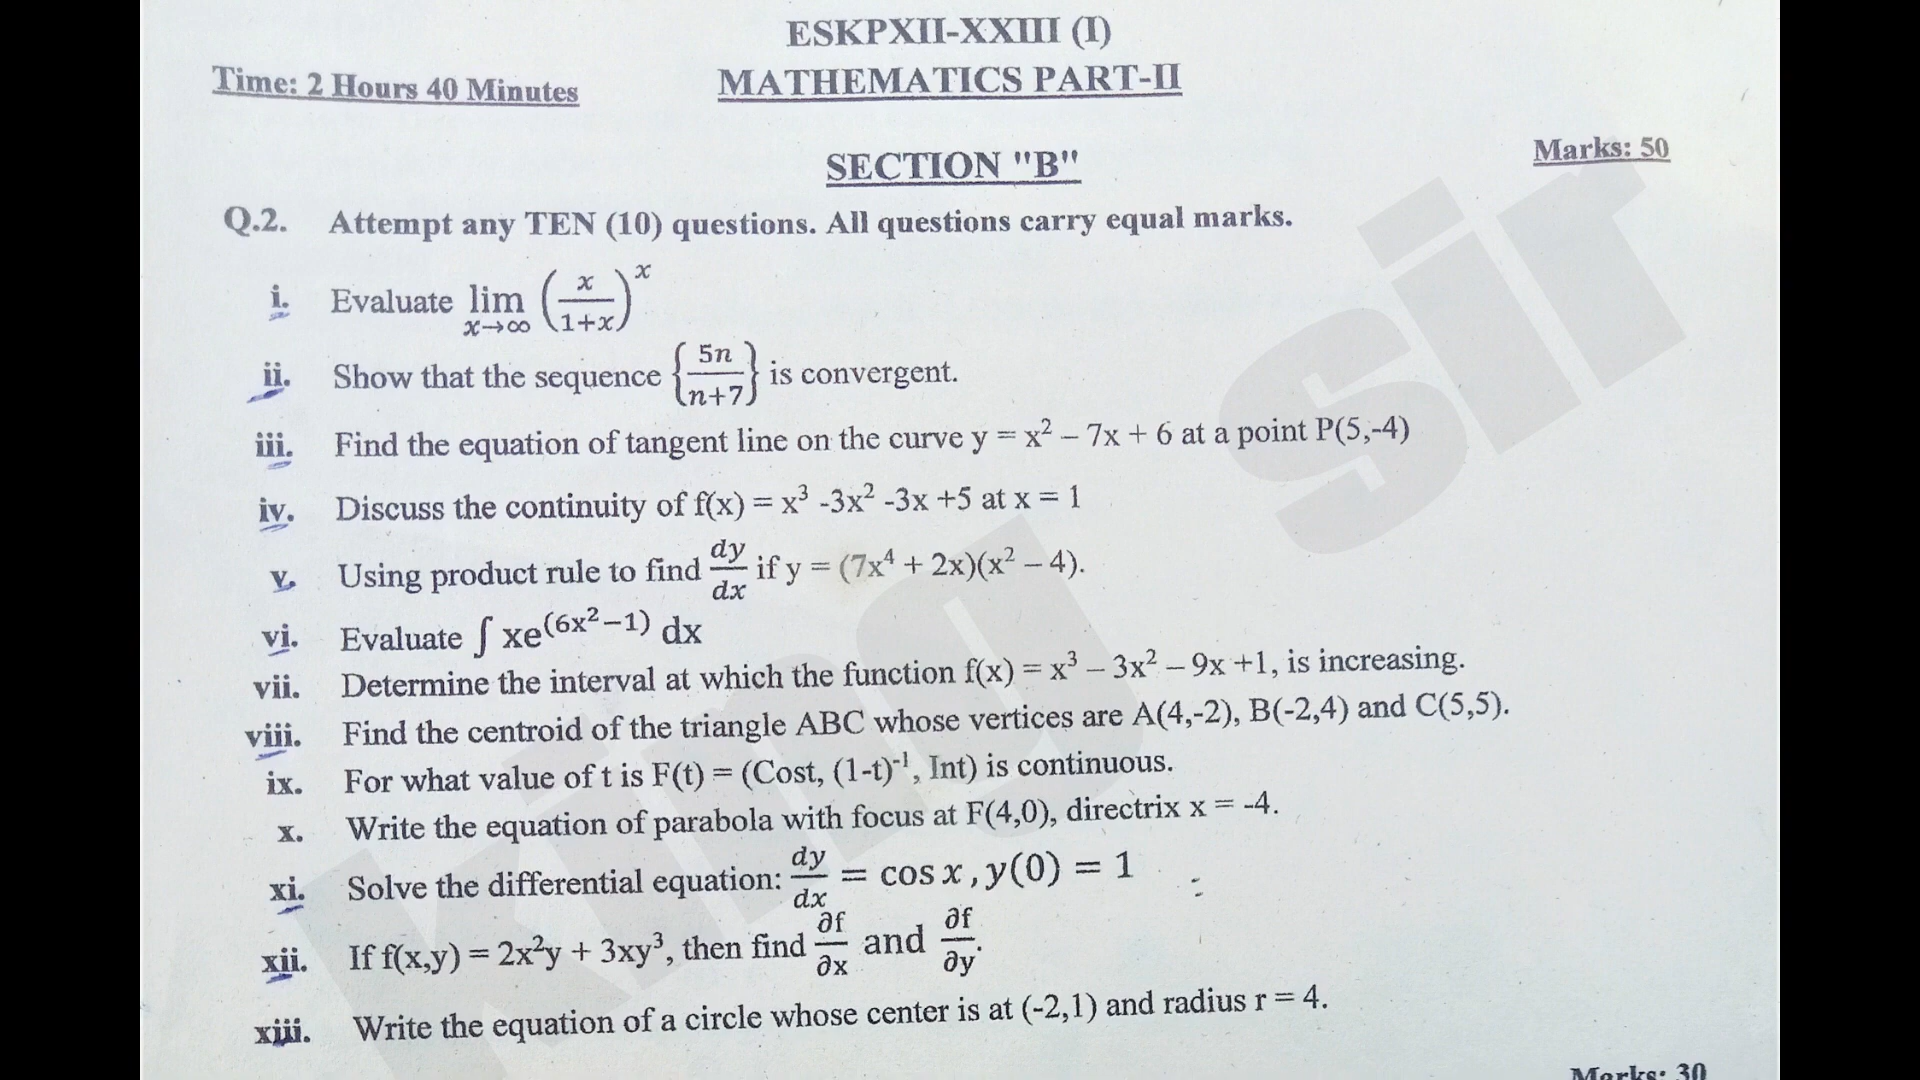 ESKPXII-XXIII (I)
Time: 2 Hours 40 Minutes
MATHEMATICS PART-II
Marks: 50
SECTION "B"
Q.2. Attempt any TEN (10) questions. All questions carry equal marks.
i. Evaluate lim x→∞ (x/1+x)^x
ii. Show that the sequence {5n/n+7} is convergent.
iii. Find the equation of tangent line on the curve y = x² – 7x + 6 at a point P(5,-4)
iv. Discuss the continuity of f(x) = x³ -3x² -3x +5 at x = 1
v. Using product rule to find dy/dx if y = (7x⁴ + 2x)(x² – 4).
vi. Evaluate ∫ xe^(6x²−1) dx
vii. Determine the interval at which the function f(x) = x³ – 3x² – 9x +1, is increasing.
viii. Find the centroid of the triangle ABC whose vertices are A(4,-2), B(-2,4) and C(5,5).
ix. For what value of t is F(t) = (Cost, (1-t)⁻¹, Int) is continuous.
x. Write the equation of parabola with focus at F(4,0), directrix x = -4.
xi. Solve the differential equation: dy/dx = cos x , y(0) = 1
xii. If f(x,y) = 2x²y + 3xy³, then find ∂f/∂x and ∂f/∂y.
xiii. Write the equation of a circle whose center is at (-2,1) and radius r = 4.
Marks: 30
king sir